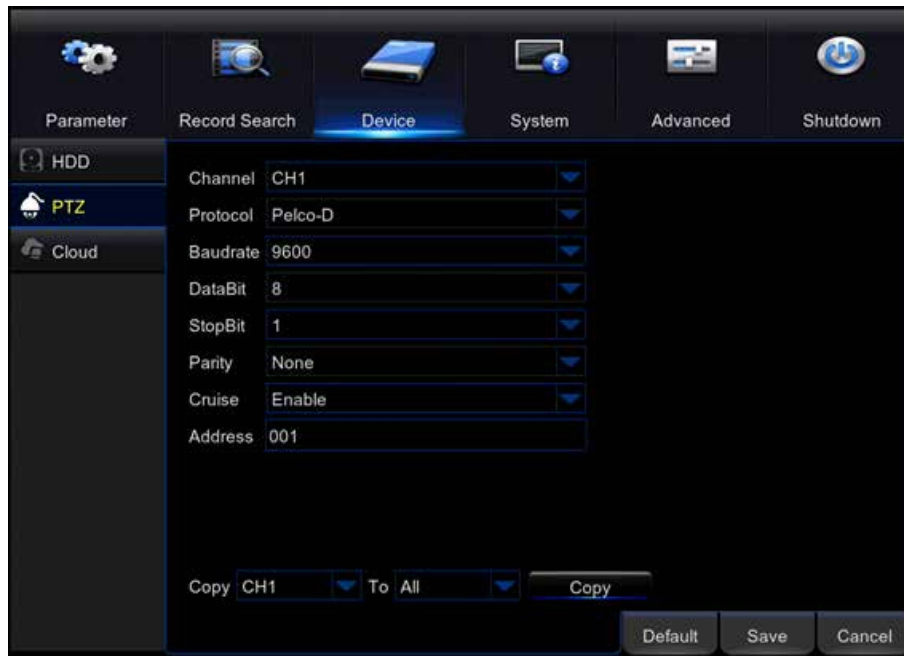 Parameter Record Search Device System Advanced Shutdown
HDD
PTZ
Cloud
Channel CH1
Protocol Pelco-D
Baudrate 9600
DataBit 8
StopBit 1
Parity None
Cruise Enable
Address 001
Copy CH1 To All Copy
Default Save Cancel